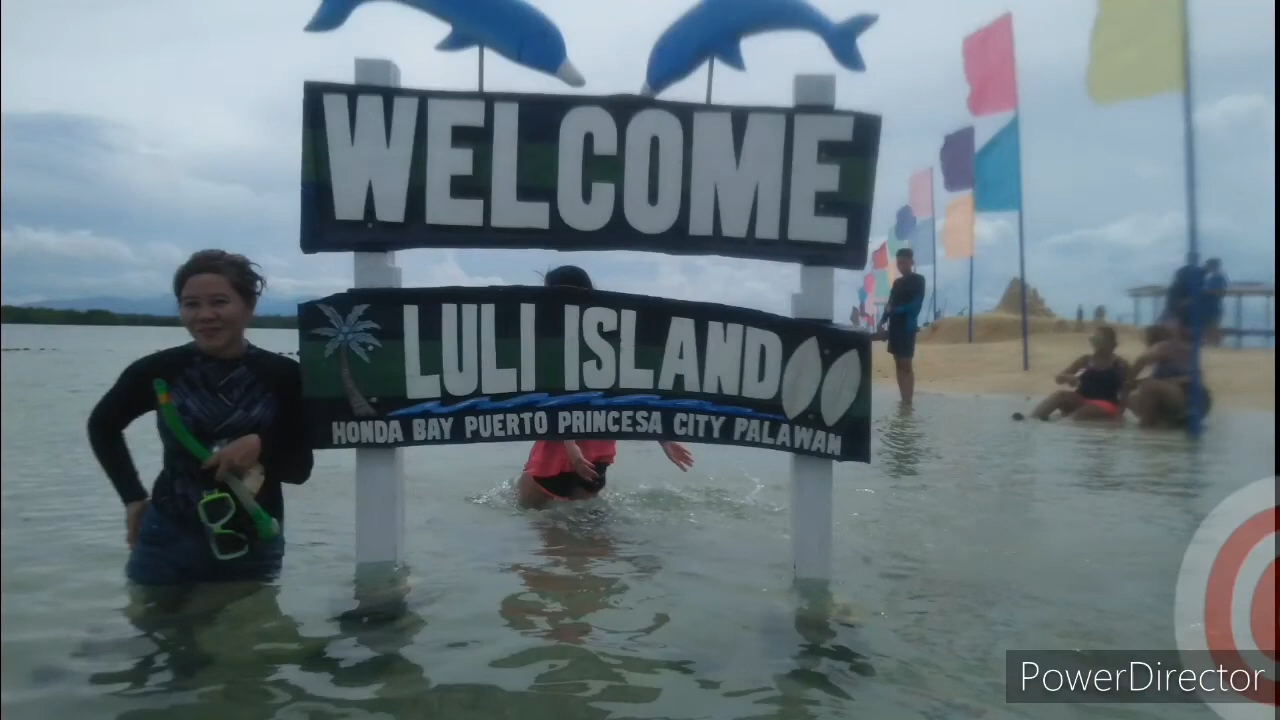 WELCOME
LULI ISLAND
HONDA BAY PUERTO PRINCESA CITY PALAWAN
PowerDirector